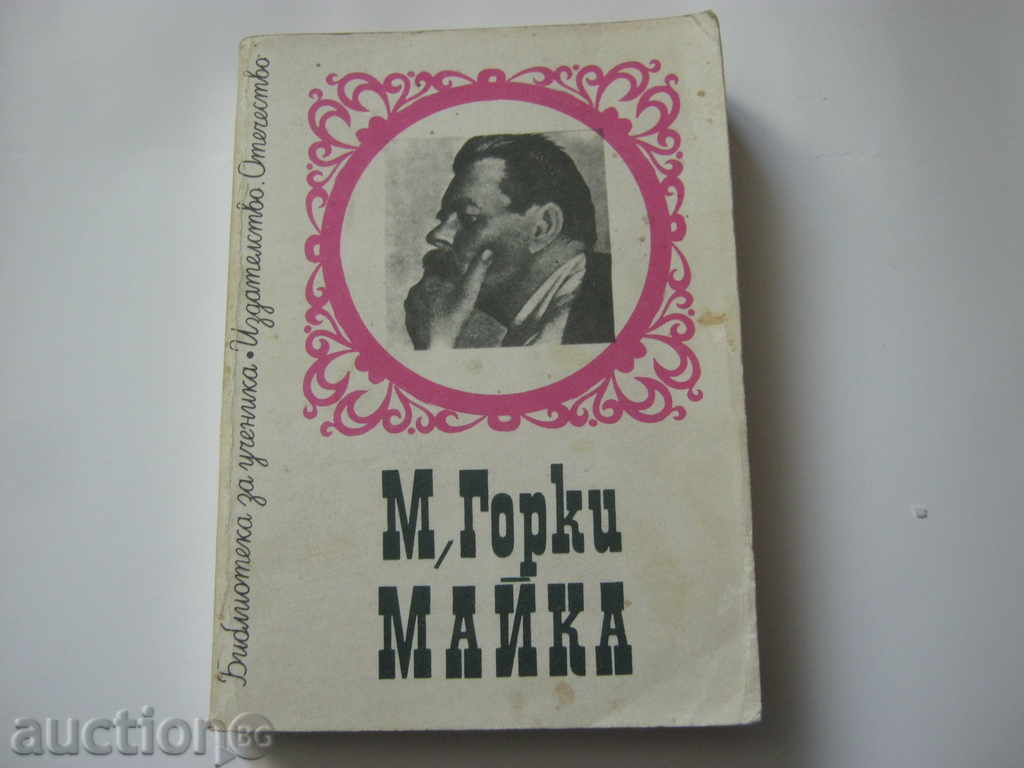 Библиотека за ученика • Издателство „Отечество“
М, Горки
МАЙКА
auction BG